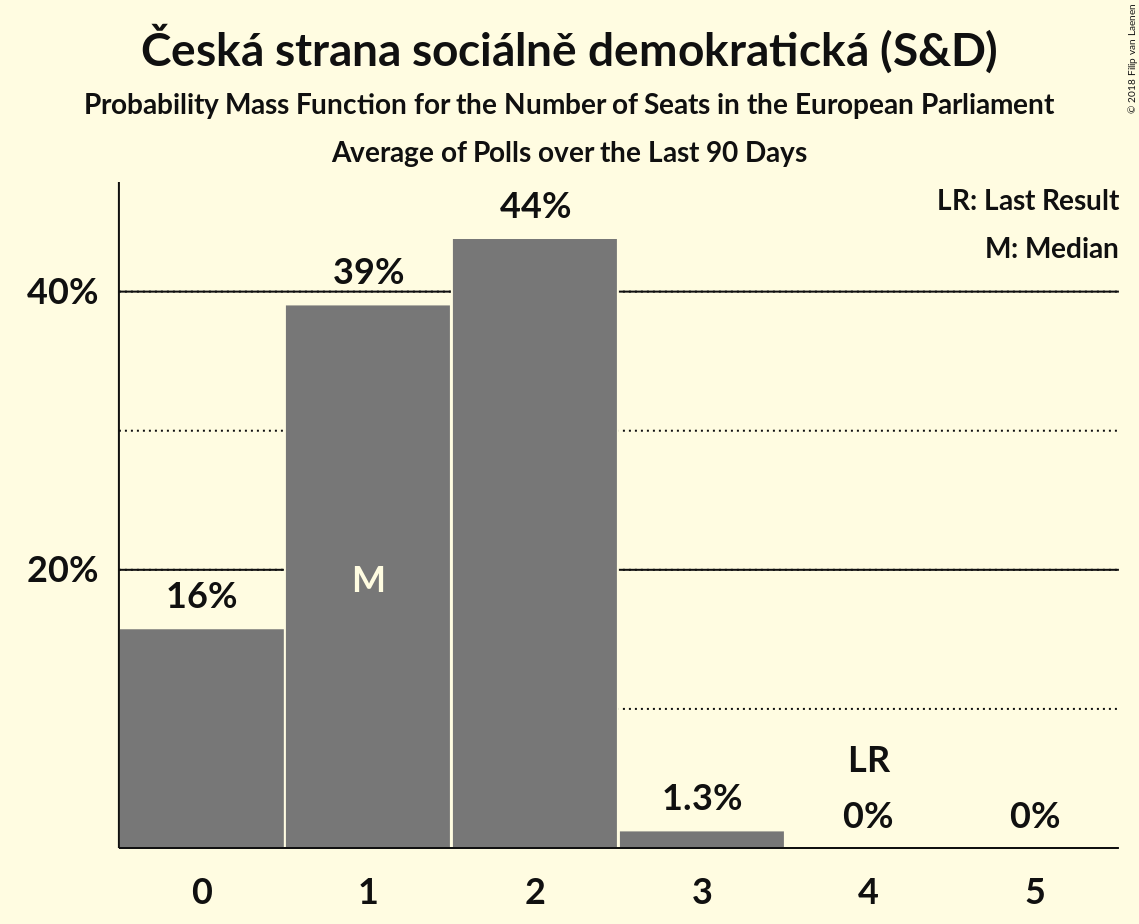 Česká strana sociálně demokratická (S&D)
Probability Mass Function for the Number of Seats in the European Parliament
Average of Polls over the Last 90 Days
© 2018 Filip van Laenen
LR: Last Result
M: Median
44%
39%
40%
20%
16%
M
1.3%
LR
0%
0%
0 1 2 3 4 5